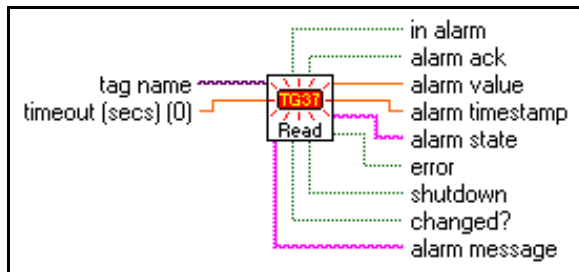 in alarm
alarm ack
tag name
alarm value
timeout (secs) (0)
alarm timestamp
TG37
Read
alarm state
error
shutdown
changed?
alarm message